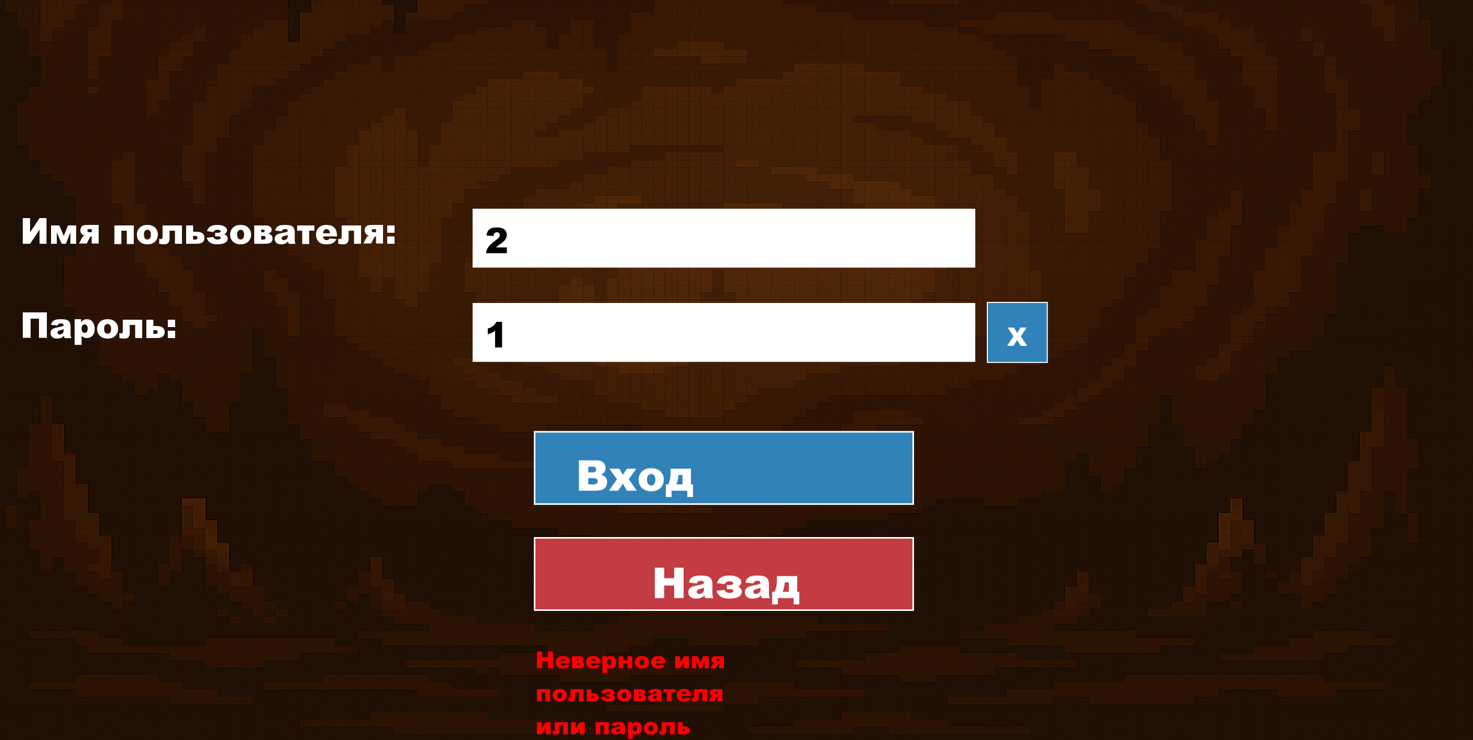 Имя пользователя:
2
Пароль:
1
x
Вход
Назад
Неверное имя
пользователя
или пароль